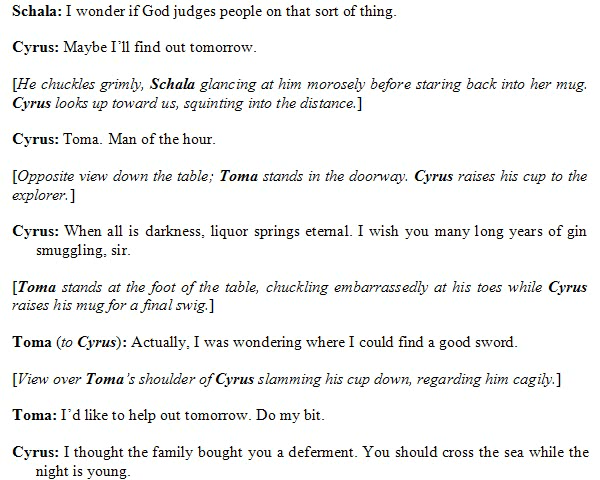 Schala: I wonder if God judges people on that sort of thing.
Cyrus: Maybe I’ll find out tomorrow.
[He chuckles grimly, Schala glancing at him morosely before staring back into her mug.
Cyrus looks up toward us, squinting into the distance.]
Cyrus: Toma. Man of the hour.
[Opposite view down the table; Toma stands in the doorway. Cyrus raises his cup to the
explorer.]
Cyrus: When all is darkness, liquor springs eternal. I wish you many long years of gin
smuggling, sir.
[Toma stands at the foot of the table, chuckling embarrassedly at his toes while Cyrus
raises his mug for a final swig.]
Toma (to Cyrus): Actually, I was wondering where I could find a good sword.
[View over Toma’s shoulder of Cyrus slamming his cup down, regarding him cagily.]
Toma: I’d like to help out tomorrow. Do my bit.
Cyrus: I thought the family bought you a deferment. You should cross the sea while the
night is young.